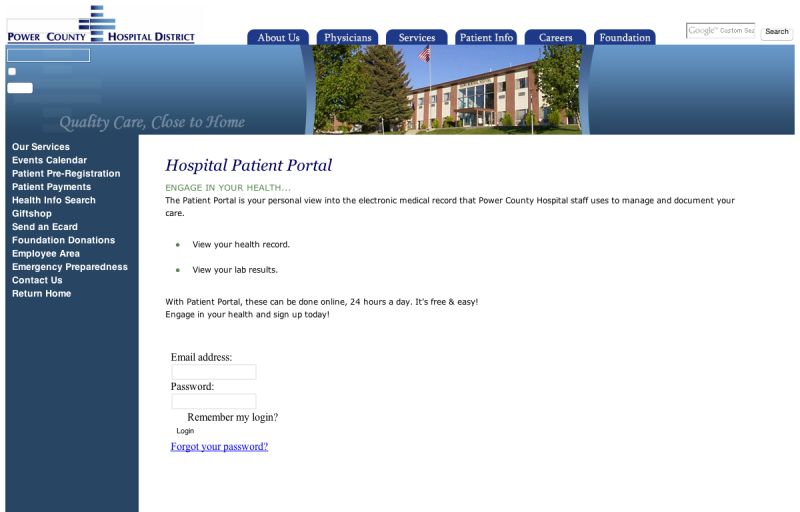 POWER COUNTY HOSPITAL DISTRICT
About Us
Physicians
Services
Patient Info
Careers
Foundation
Google™ Custom Sea
Search
Quality Care, Close to Home
Our Services
Events Calendar
Patient Pre-Registration
Patient Payments
Health Info Search
Giftshop
Send an Ecard
Foundation Donations
Employee Area
Emergency Preparedness
Contact Us
Return Home
Hospital Patient Portal
ENGAGE IN YOUR HEALTH...
The Patient Portal is your personal view into the electronic medical record that Power County Hospital staff uses to manage and document your
care.
View your health record.
View your lab results.
With Patient Portal, these can be done online, 24 hours a day. It's free & easy!
Engage in your health and sign up today!
Email address:
Password:
Remember my login?
Login
Forgot your password?